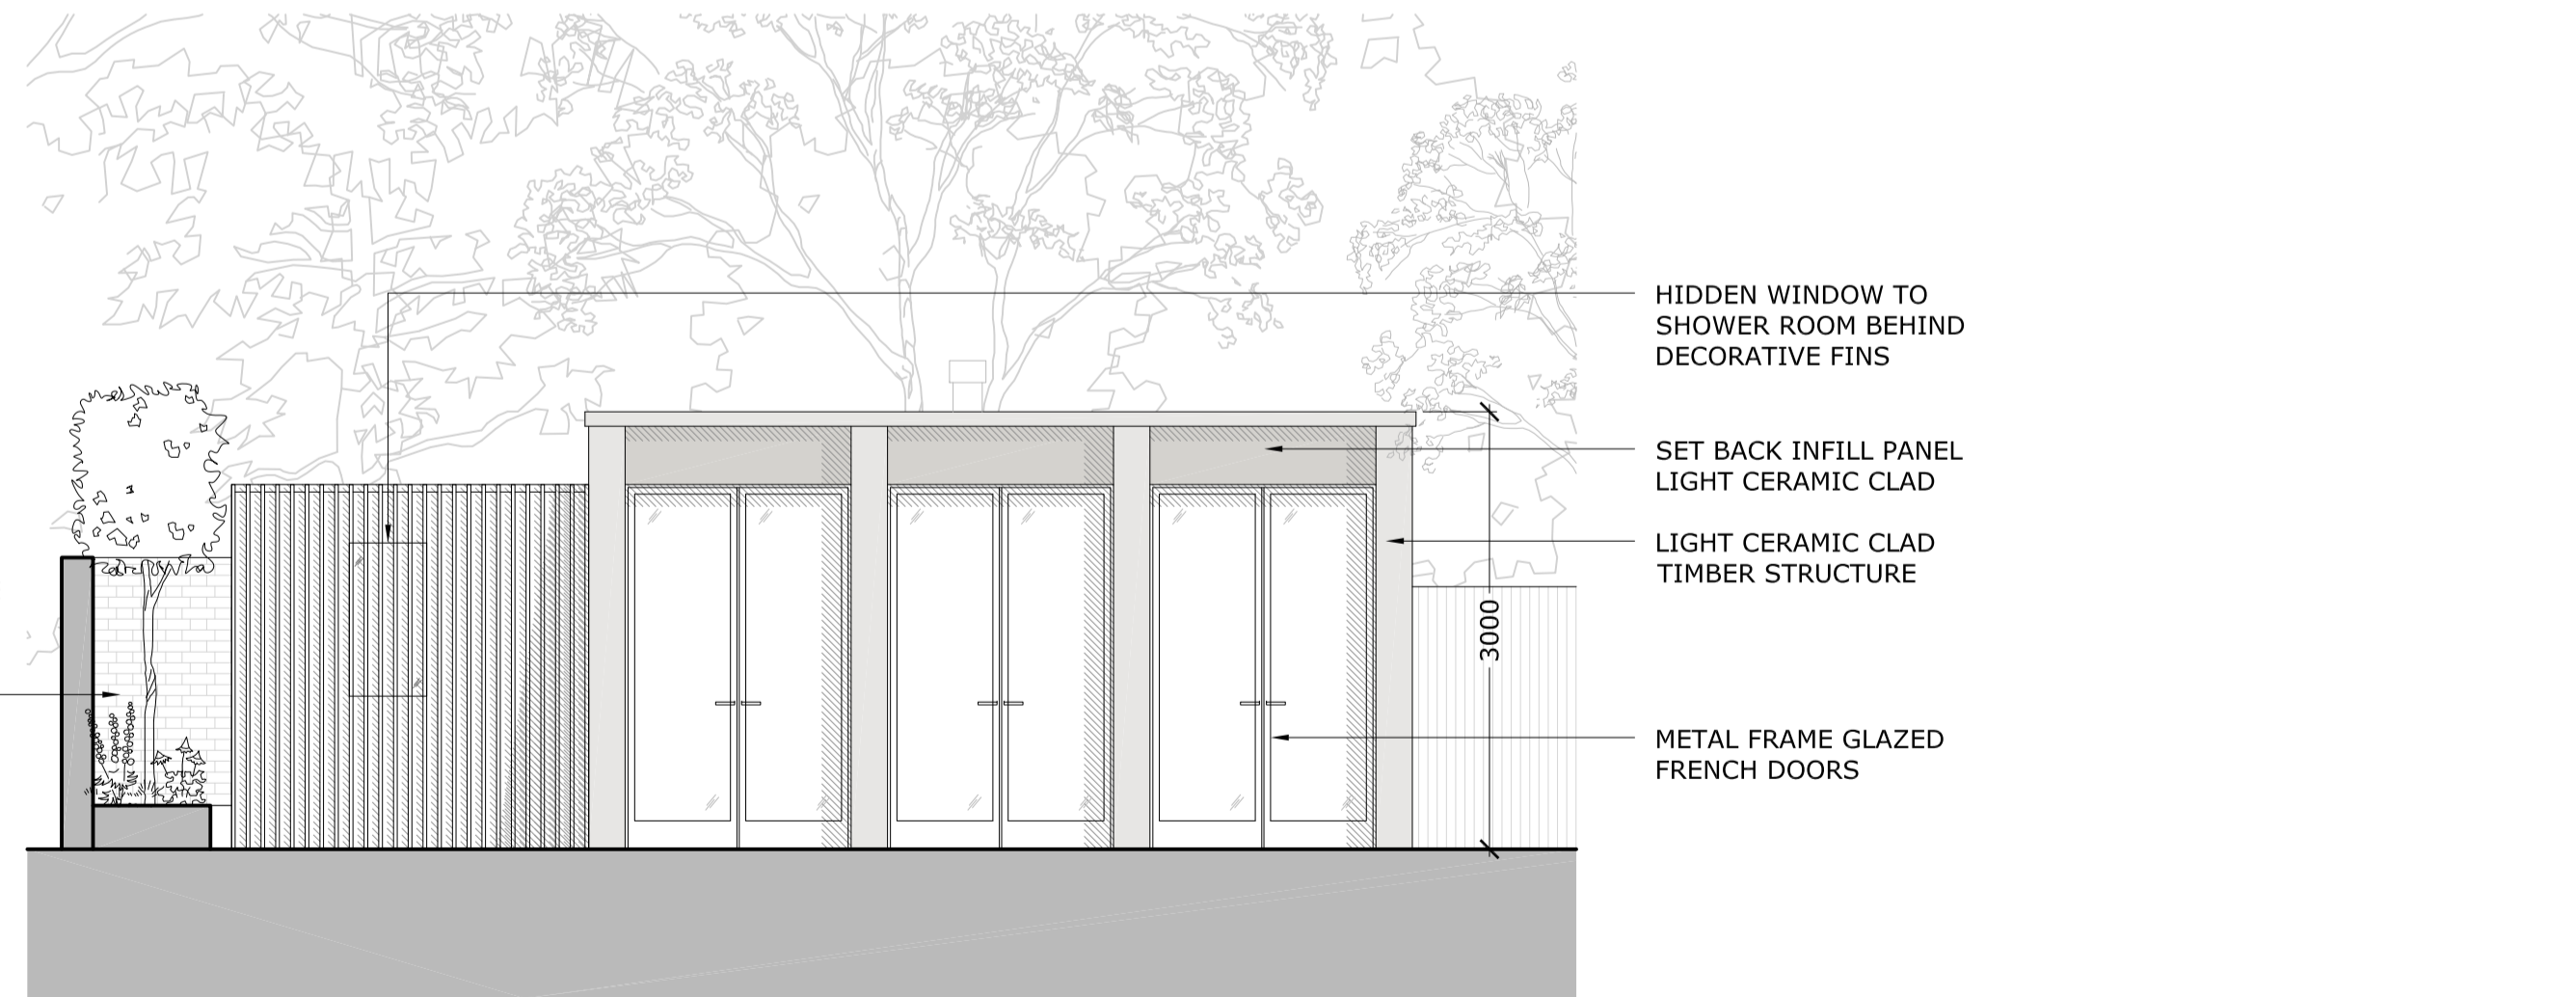 HIDDEN WINDOW TO
SHOWER ROOM BEHIND
DECORATIVE FINS
SET BACK INFILL PANEL
LIGHT CERAMIC CLAD
LIGHT CERAMIC CLAD
TIMBER STRUCTURE
3000
METAL FRAME GLAZED
FRENCH DOORS